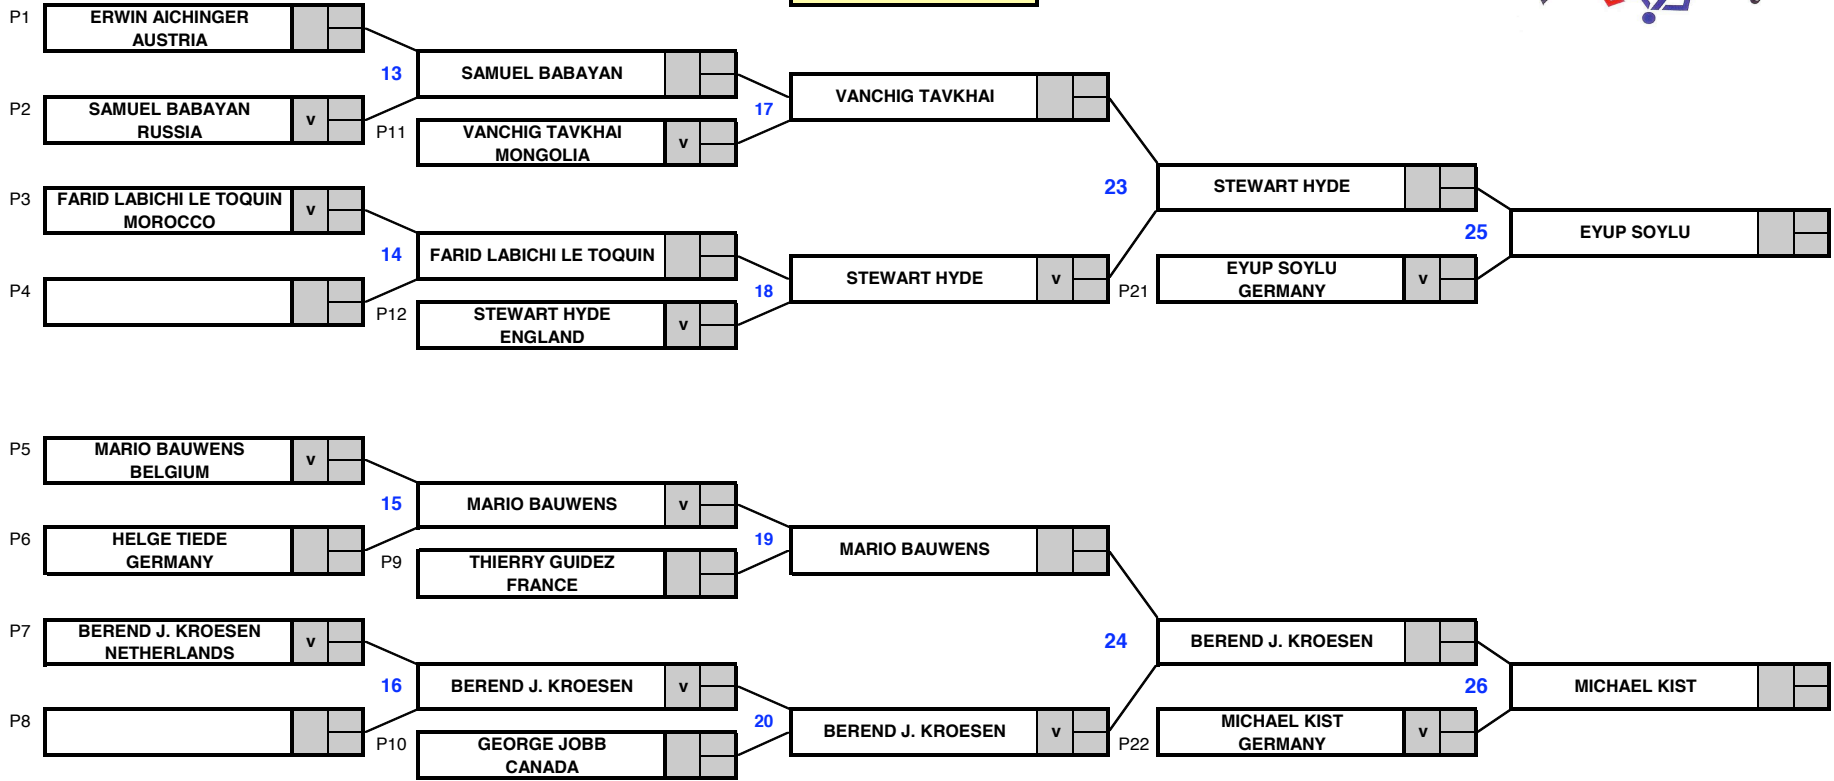 P1
ERWIN AICHINGER
AUSTRIA
13
SAMUEL BABAYAN
P2
SAMUEL BABAYAN
RUSSIA
v
P11
VANCHIG TAVKHAI
MONGOLIA
v
17
VANCHIG TAVKHAI
P3
FARID LABICHI LE TOQUIN
MOROCCO
v
14
FARID LABICHI LE TOQUIN
P4
P12
STEWART HYDE
ENGLAND
v
18
STEWART HYDE
v
23
STEWART HYDE
P21
EYUP SOYLU
GERMANY
v
25
EYUP SOYLU
P5
MARIO BAUWENS
BELGIUM
v
15
MARIO BAUWENS
v
P6
HELGE TIEDE
GERMANY
P9
THIERRY GUIDEZ
FRANCE
19
MARIO BAUWENS
P7
BEREND J. KROESEN
NETHERLANDS
v
16
BEREND J. KROESEN
v
P8
P10
GEORGE JOBB
CANADA
20
BEREND J. KROESEN
v
24
BEREND J. KROESEN
P22
MICHAEL KIST
GERMANY
v
26
MICHAEL KIST